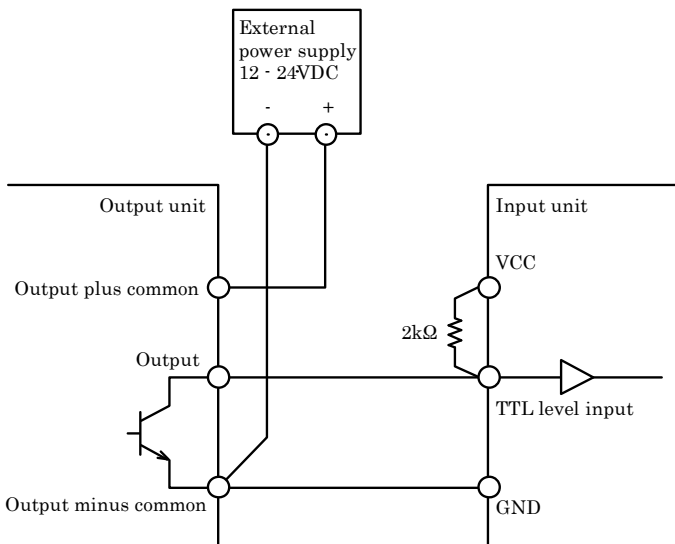 External
power supply
12 - 24VDC
- +
Output unit
Input unit
VCC
Output plus common
2kΩ
Output
TTL level input
Output minus common
GND